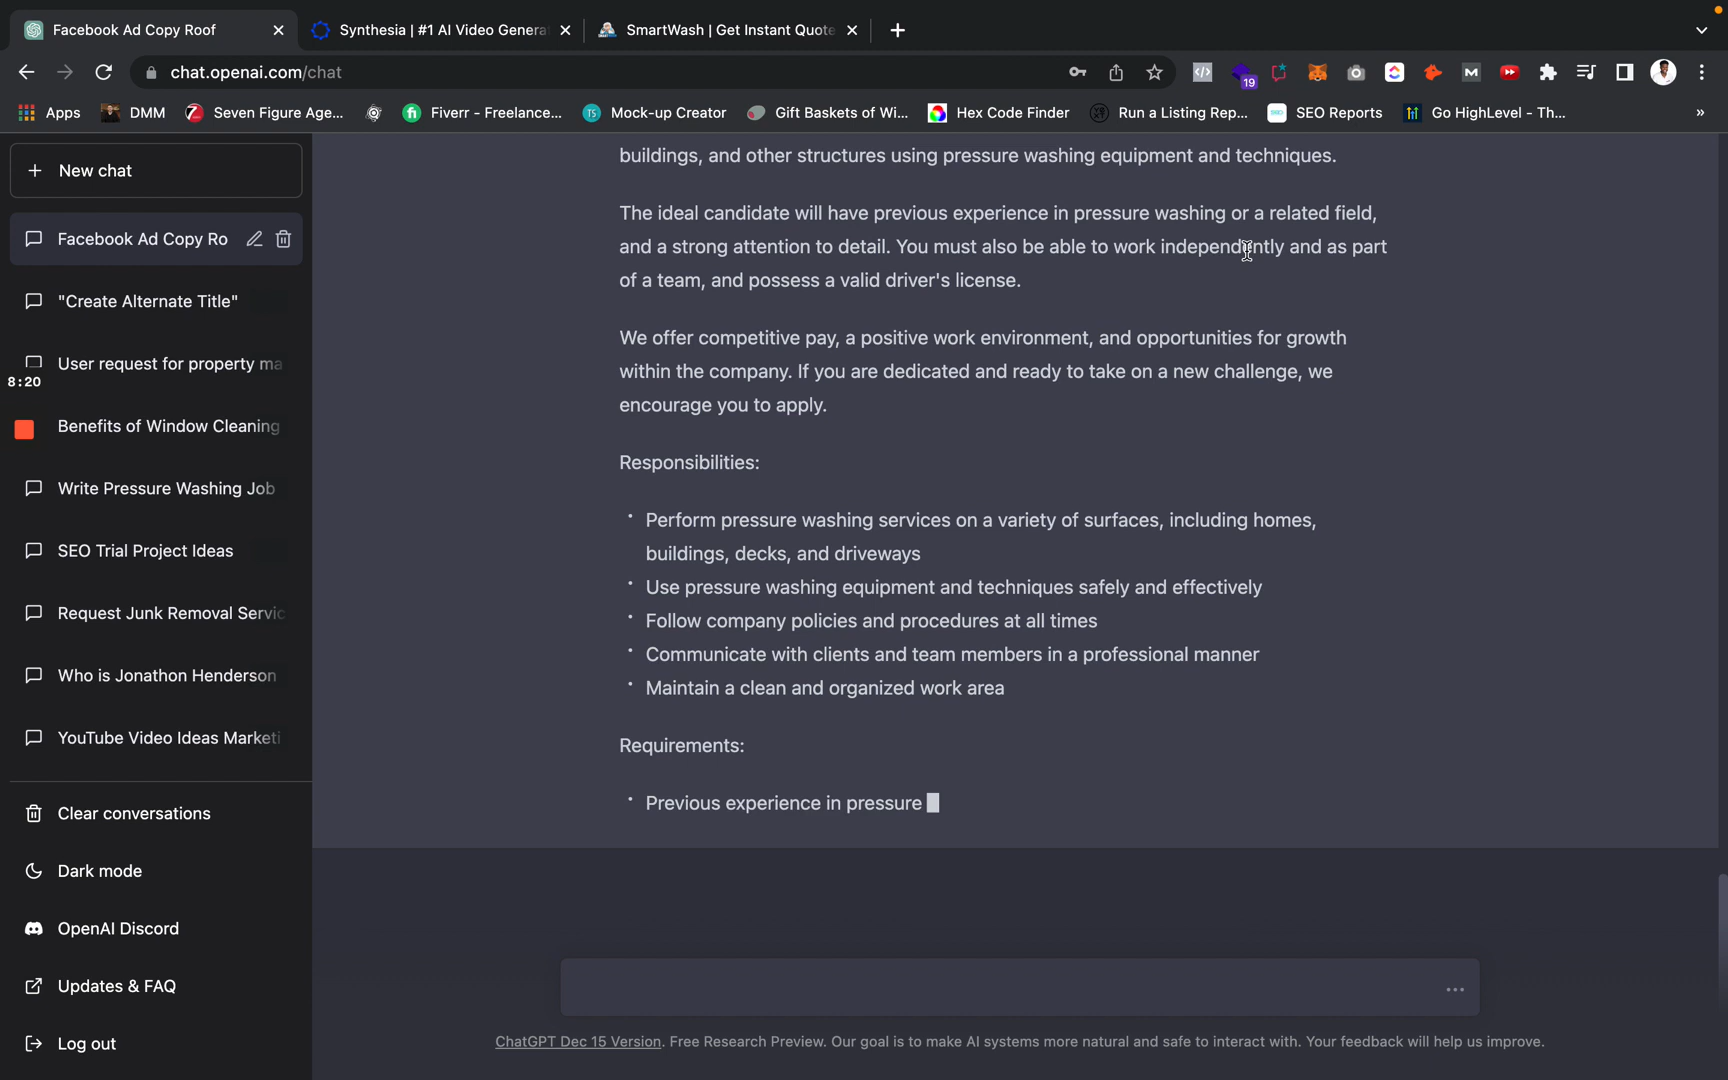 Facebook Ad Copy Roof
Synthesia | #1 AI Video Genera
SmartWash | Get Instant Quote
chat.openai.com/chat
19
Apps
DMM
Seven Figure Age...
Fiverr - Freelance...
Mock-up Creator
Gift Baskets of Wi...
Hex Code Finder
Run a Listing Rep...
SEO Reports
Go HighLevel - Th...
»
New chat
Facebook Ad Copy Ro
"Create Alternate Title"
User request for property ma
8:20
Benefits of Window Cleaning
Write Pressure Washing Job
SEO Trial Project Ideas
Request Junk Removal Servic
Who is Jonathon Henderson
YouTube Video Ideas Marketi
Clear conversations
Dark mode
OpenAI Discord
Updates & FAQ
Log out
buildings, and other structures using pressure washing equipment and techniques.
The ideal candidate will have previous experience in pressure washing or a related field,
and a strong attention to detail. You must also be able to work independently and as part
of a team, and possess a valid driver's license.
We offer competitive pay, a positive work environment, and opportunities for growth
within the company. If you are dedicated and ready to take on a new challenge, we
encourage you to apply.
Responsibilities:
• Perform pressure washing services on a variety of surfaces, including homes,
buildings, decks, and driveways
• Use pressure washing equipment and techniques safely and effectively
• Follow company policies and procedures at all times
• Communicate with clients and team members in a professional manner
• Maintain a clean and organized work area
Requirements:
• Previous experience in pressure
ChatGPT Dec 15 Version. Free Research Preview. Our goal is to make AI systems more natural and safe to interact with. Your feedback will help us improve.